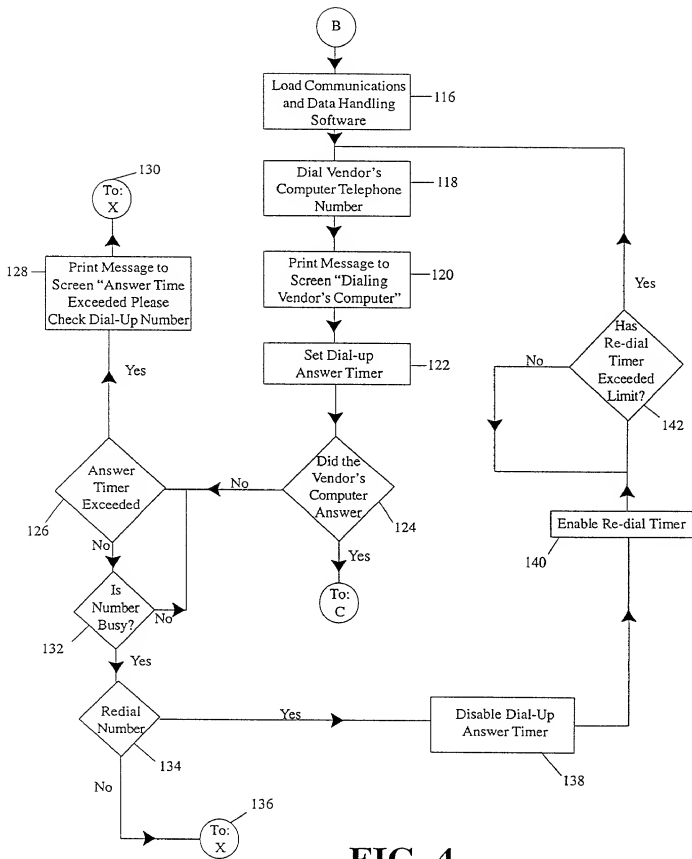 B
Load Communications
and Data Handling
Software
116
Dial Vendor's
Computer Telephone
Number
118
130
To:
X
Print Message to
Screen "Dialing
Vendor's Computer"
120
128
Print Message to
Screen "Answer Time
Exceeded Please
Check Dial-Up Number
Yes
Set Dial-up
Answer Timer
122
Yes
Has
Re-dial
Timer
Exceeded
Limit?
No
142
Answer
Timer
Exceeded
126
No
Did the
Vendor's
Computer
Answer
124
No
Yes
To:
C
Enable Re-dial Timer
140
Is
Number
Busy?
No
132
Yes
Redial
Number
134
Yes
Disable Dial-Up
Answer Timer
138
No
To:
X
136
FIG. 4